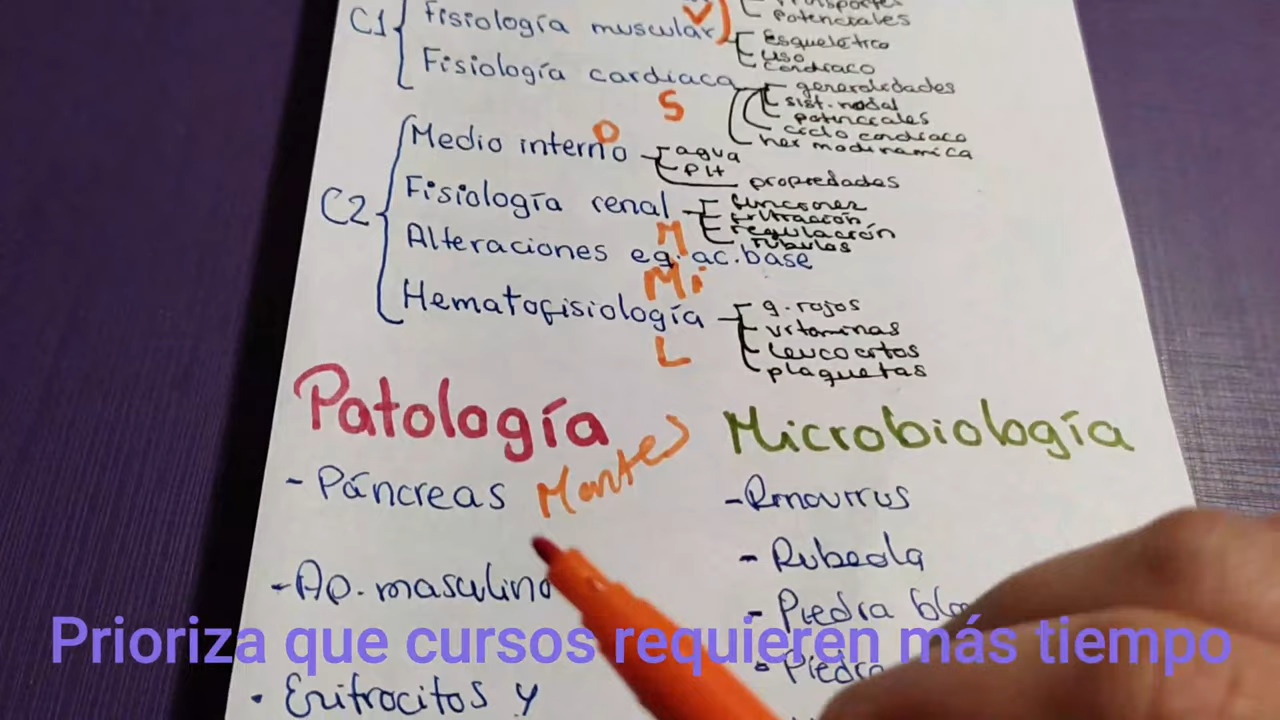 potenciales
C1
Fisiología muscular
V
Esquelético
liso
cardiaco
Fisiología cardiaca
S
generalidades
sist. nodal
potenciales
ciclo cardiaco
hemodinamica
C2
Medio interno
D
agua
PH
propiedades
Fisiología renal
funciones
filtración
regulación
túbulos
M
Alteraciones eq. ac. base
Mi
Hematofisiología
L
g. rojos
vitaminas
leucocitos
plaquetas
Patología
Microbiología
- Páncreas
Martes
- Rinovirus
- Rubeola
- Ap. masculino
- Piedra
Piedra
Prioriza que cursos requieren más tiempo
Eritrocitos y